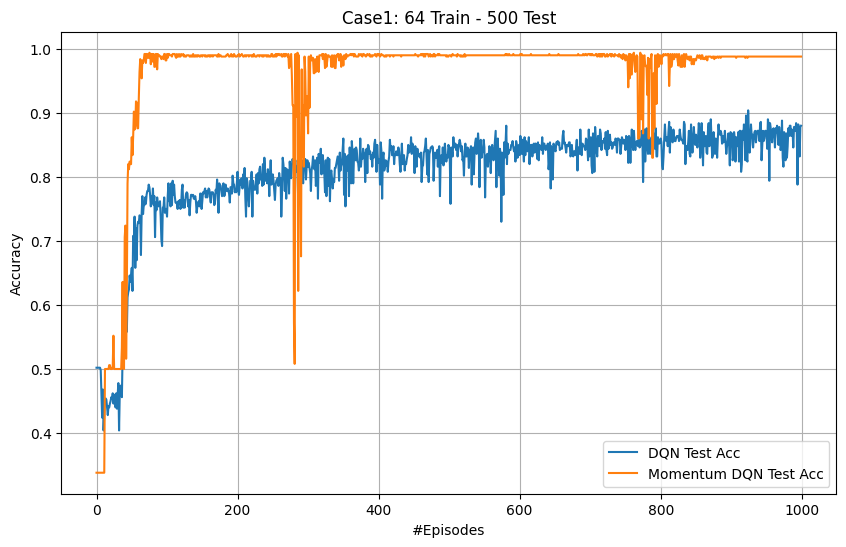 Case1: 64 Train - 500 Test
Accuracy
1.0
0.9
0.8
0.7
0.6
0.5
0.4
0
200
400
600
800
1000
#Episodes
DQN Test Acc
Momentum DQN Test Acc